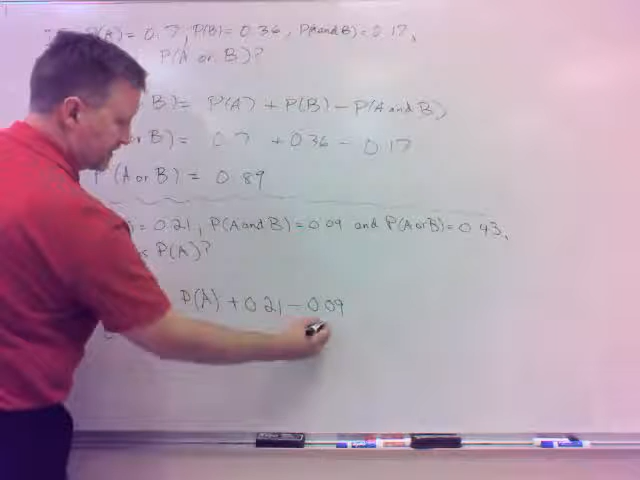 P(A) = 0.7, P(B) = 0.36, P(A and B) = 0.17,
P(A or B)?
B) = P(A) + P(B) - P(A and B)
or B) = 0.7 + 0.36 - 0.17
P(A or B) = 0.89
= 0.21, P(A and B) = 0.09 and P(A or B) = 0.43,
P(A)?
P(A) + 0.21 - 0.09